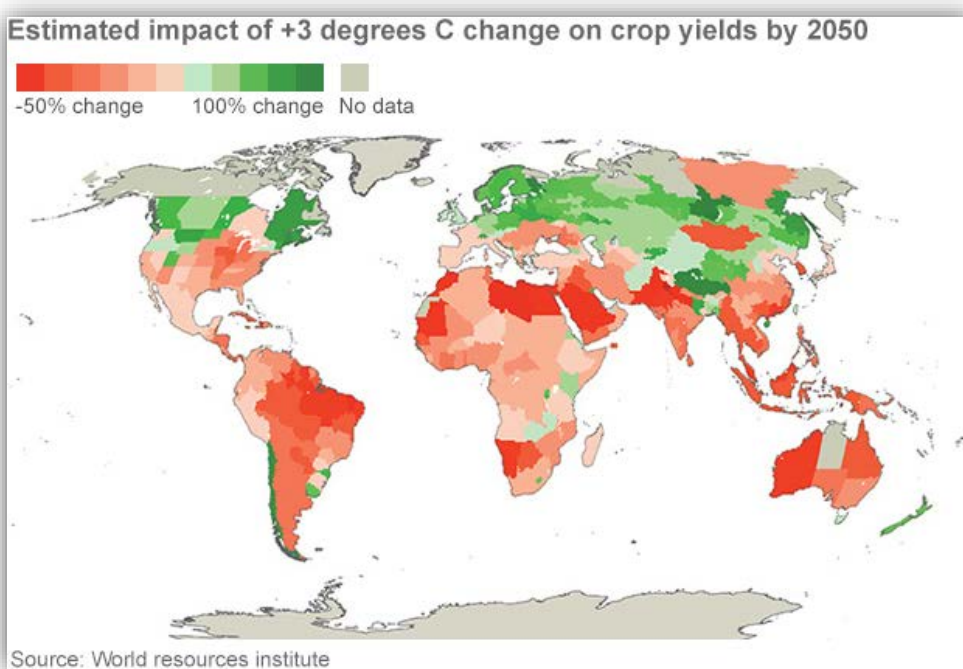 Estimated impact of +3 degrees C change on crop yields by 2050
-50% change 100% change No data
Source: World resources institute